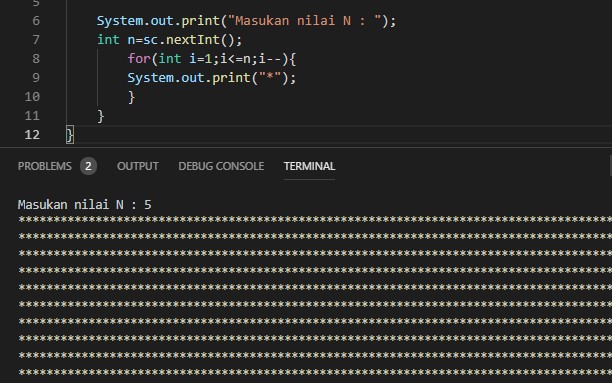 5
6 System.out.print("Masukan nilai N : ");
7 int n=sc.nextInt();
8 for(int i=1;i<=n;i--){
9 System.out.print("*");
10 }
11 }
12 }
PROBLEMS 2 OUTPUT DEBUG CONSOLE TERMINAL
Masukan nilai N : 5
*************************************************************************************
*************************************************************************************
*************************************************************************************
*************************************************************************************
*************************************************************************************
*************************************************************************************
*************************************************************************************
*************************************************************************************
*************************************************************************************
*************************************************************************************